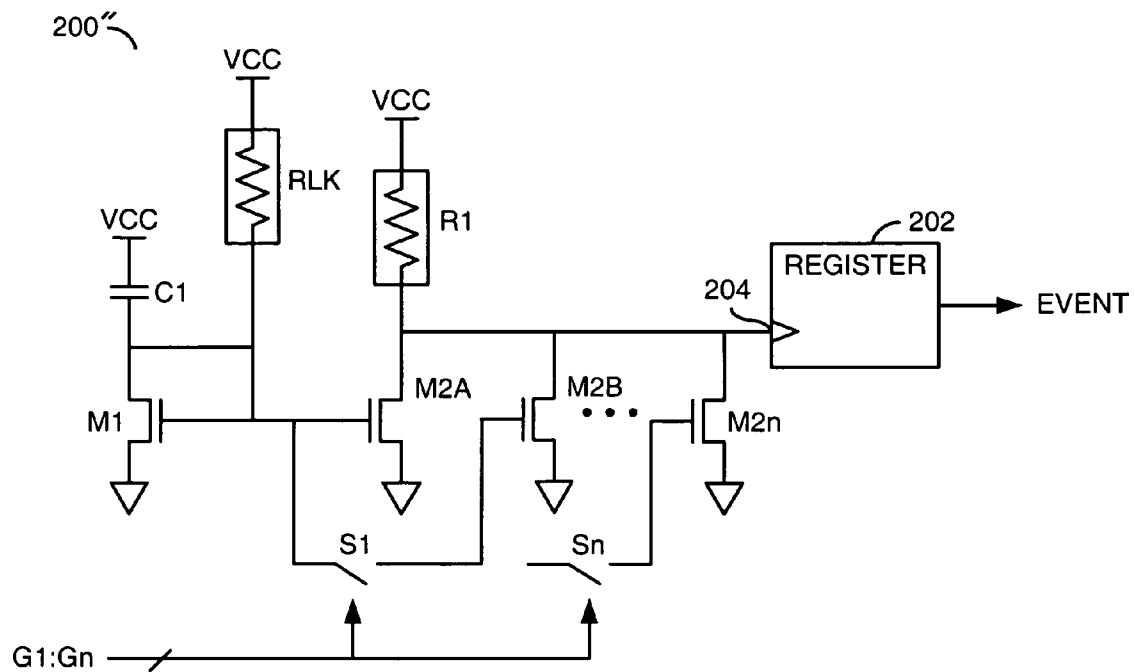 200″
VCC
VCC
RLK
R1
VCC
C1
202
REGISTER
204
EVENT
M1
M2A
M2B
M2n
S1
Sn
G1:Gn